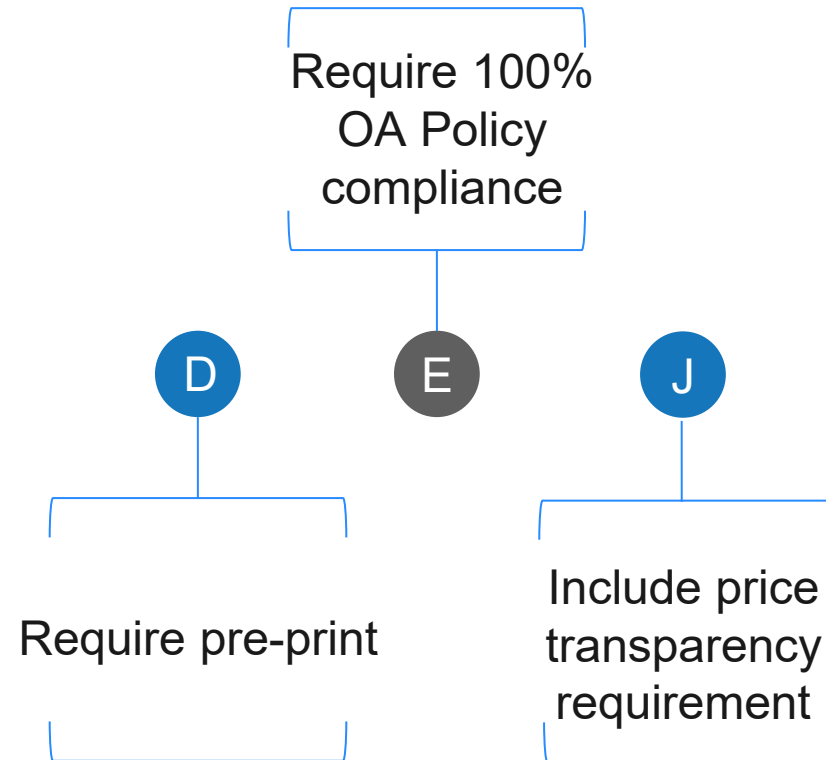 Require 100%
OA Policy
compliance
D
E
J
Require pre-print
Include price
transparency
requirement